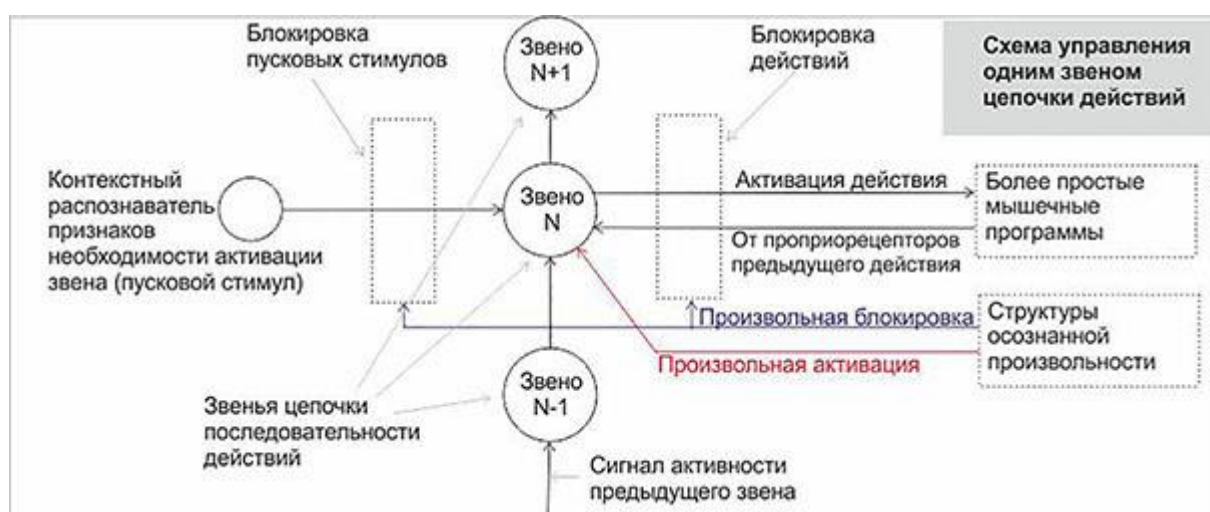 Блокировка
пусковых стимулов
Звено
N+1
Блокировка
действий
Схема управления
одним звеном
цепочки действий
Контекстный
распознаватель
признаков
необходимости активации
звена (пусковой стимул)
Звено
N
Активация действия
От проприорецепторов
предыдущего действия
Более простые
мышечные
программы
Произвольная блокировка
Произвольная активация
Структуры
осознанной
произвольности
Звено
N-1
Звенья цепочки
последовательности
действий
Сигнал активности
предыдущего звена